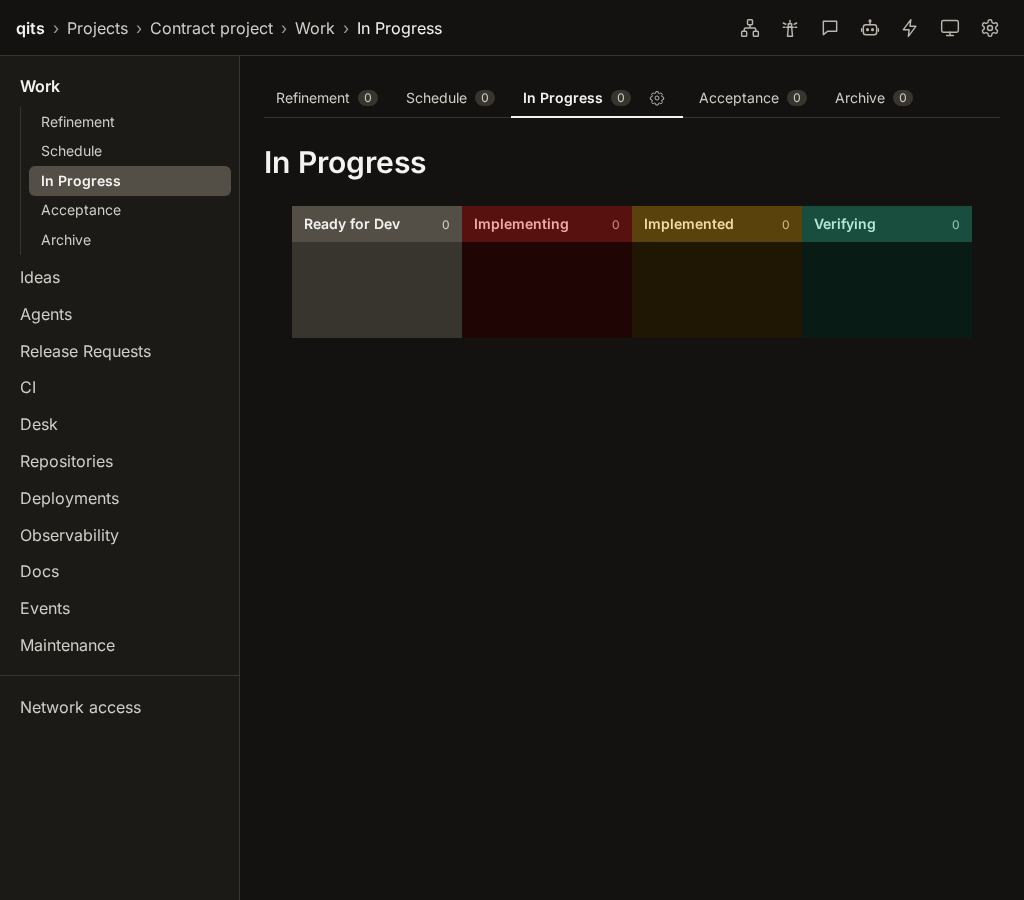 qits › Projects › Contract project › Work › In Progress
Work
Refinement
Schedule
In Progress
Acceptance
Archive
Ideas
Agents
Release Requests
CI
Desk
Repositories
Deployments
Observability
Docs
Events
Maintenance
Network access
Refinement 0 Schedule 0 In Progress 0 Acceptance 0 Archive 0
In Progress
Ready for Dev 0 Implementing 0 Implemented 0 Verifying 0